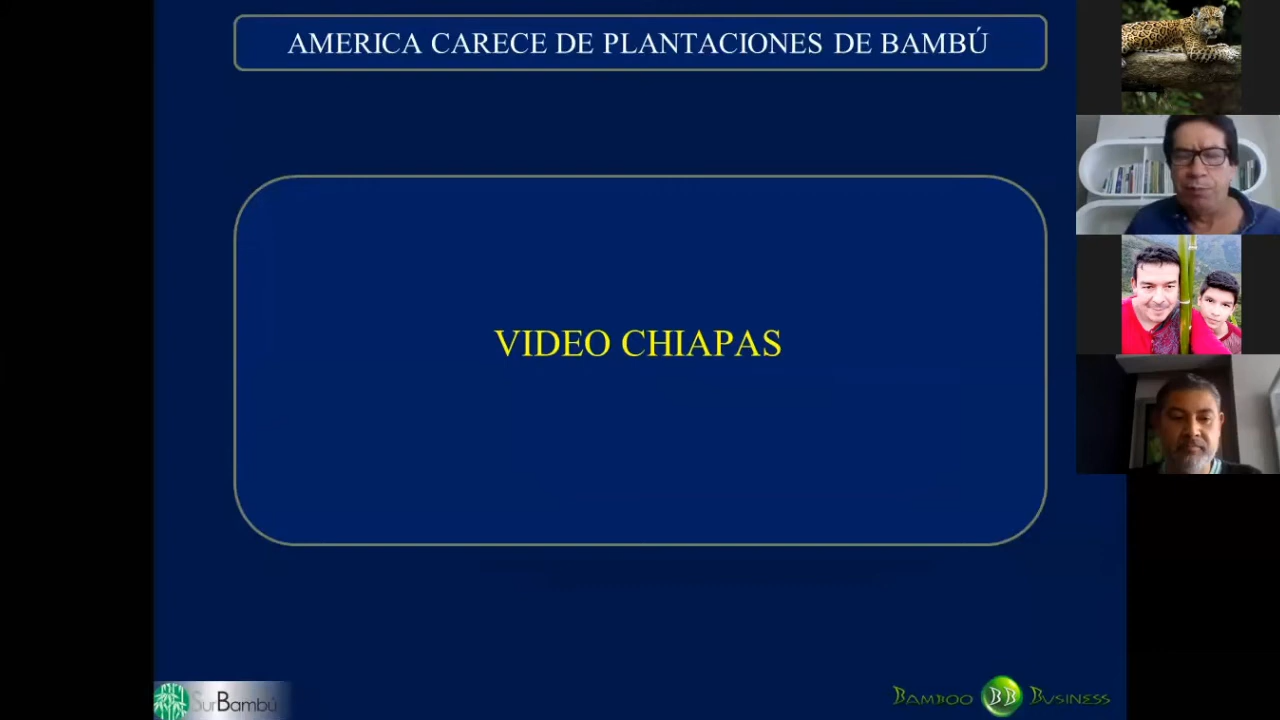 AMERICA CARECE DE PLANTACIONES DE BAMBÚ
VIDEO CHIAPAS
SurBambú
BAMBOO BB BUSINESS